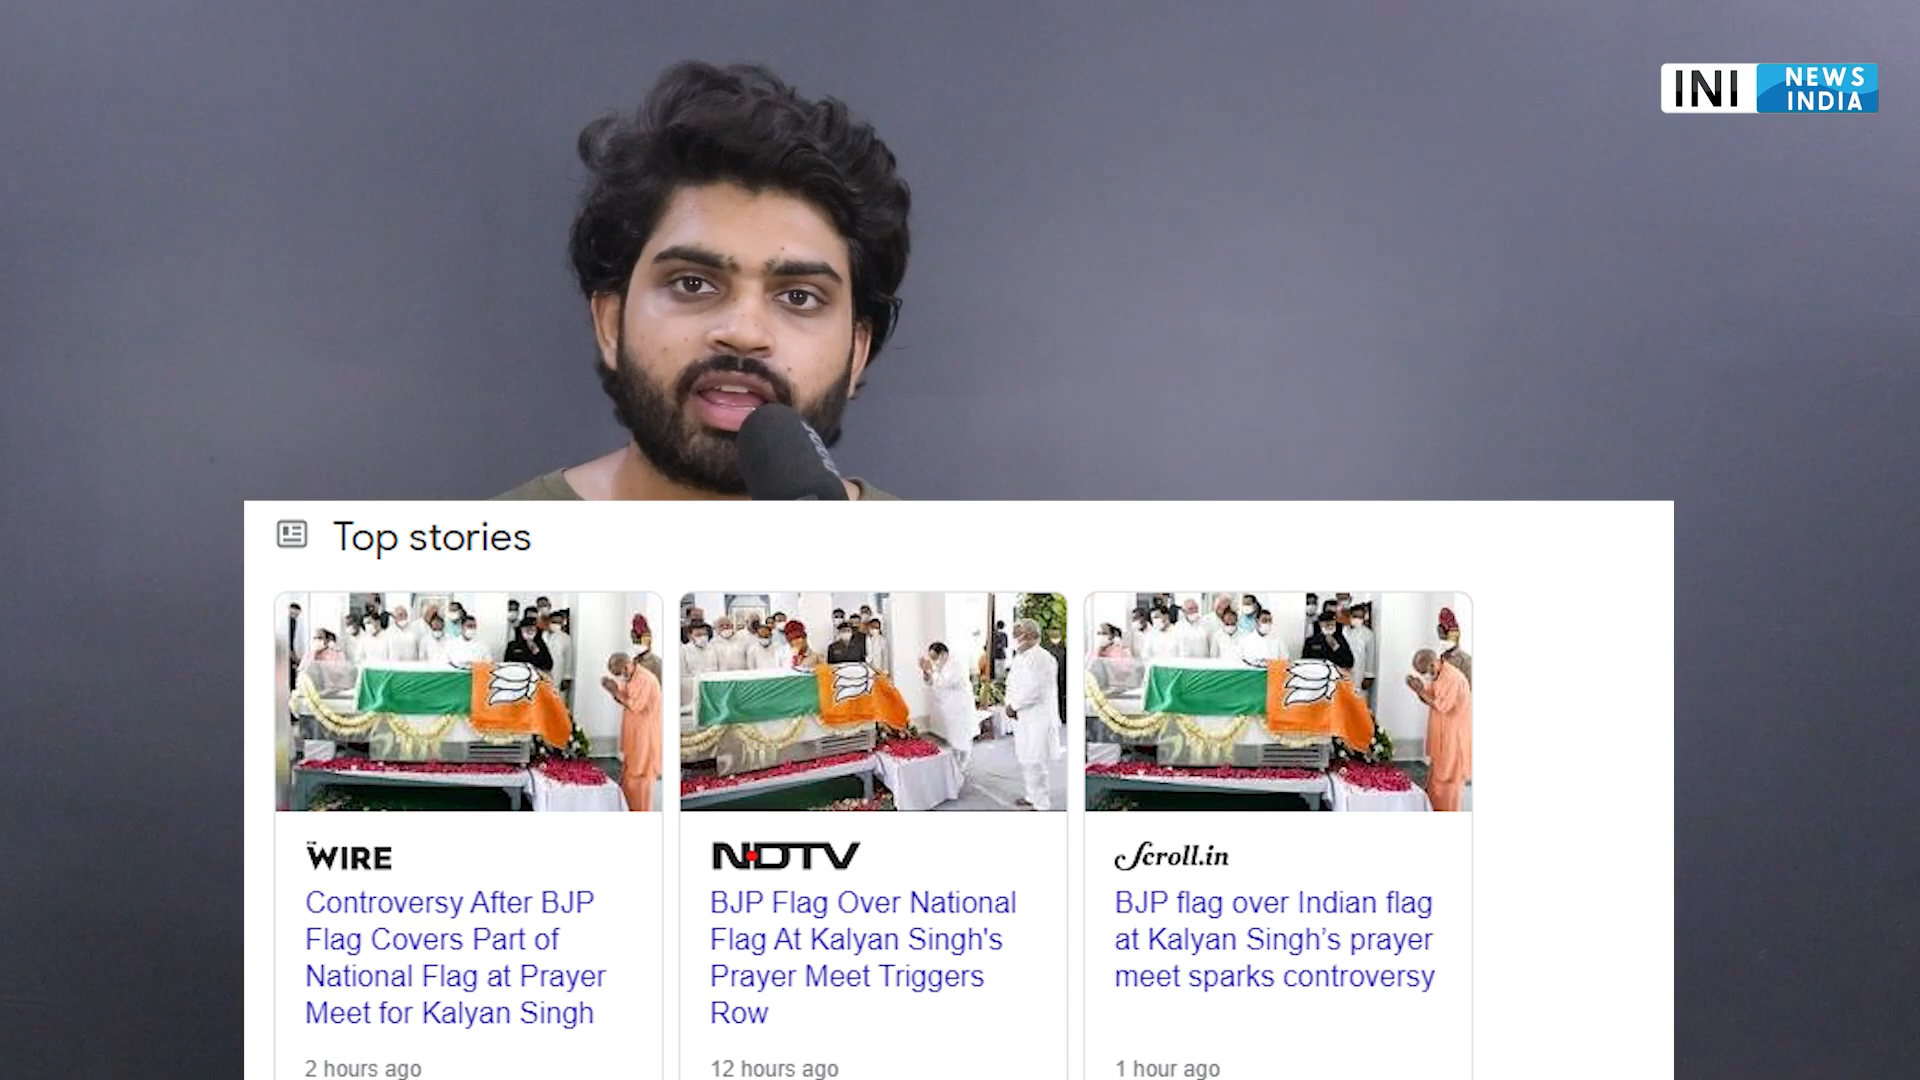 INI NEWS INDIA
Top stories
THE WIRE
Controversy After BJP
Flag Covers Part of
National Flag at Prayer
Meet for Kalyan Singh
2 hours ago
NDTV
BJP Flag Over National
Flag At Kalyan Singh's
Prayer Meet Triggers
Row
12 hours ago
Scroll.in
BJP flag over Indian flag
at Kalyan Singh’s prayer
meet sparks controversy
1 hour ago